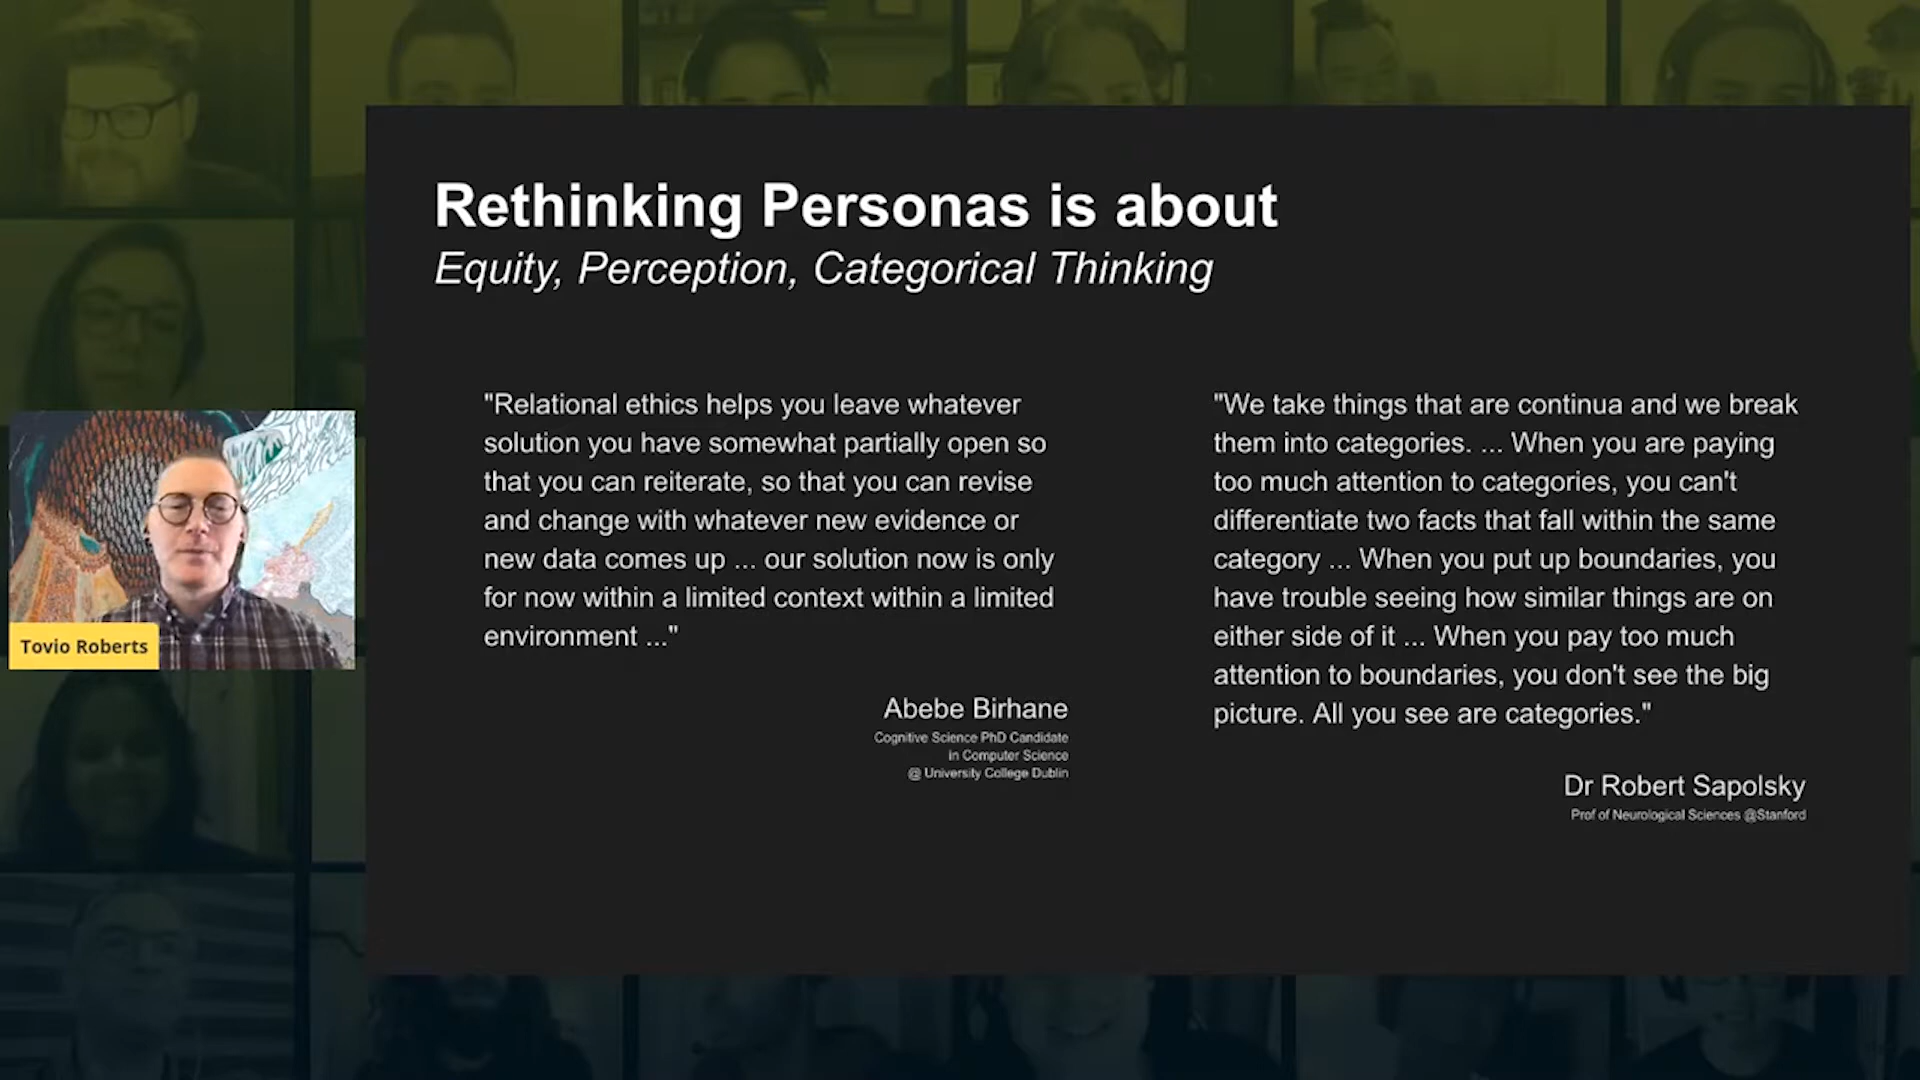 Rethinking Personas is about
Equity, Perception, Categorical Thinking
"Relational ethics helps you leave whatever
solution you have somewhat partially open so
that you can reiterate, so that you can revise
and change with whatever new evidence or
new data comes up ... our solution now is only
for now within a limited context within a limited
environment ..."
Abebe Birhane
Cognitive Science PhD Candidate
in Computer Science
@ University College Dublin
"We take things that are continua and we break
them into categories. ... When you are paying
too much attention to categories, you can't
differentiate two facts that fall within the same
category ... When you put up boundaries, you
have trouble seeing how similar things are on
either side of it ... When you pay too much
attention to boundaries, you don't see the big
picture. All you see are categories."
Dr Robert Sapolsky
Prof of Neurological Sciences @Stanford
Tovio Roberts